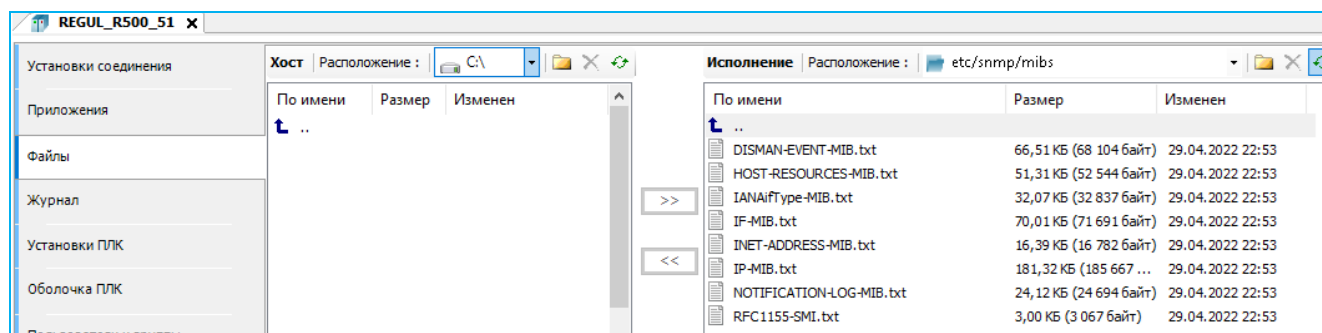 REGUL_R500_51 x
Установки соединения
Приложения
Файлы
Журнал
Установки ПЛК
Оболочка ПЛК
Хост Расположение : C:\
По имени Размер Изменен
..
>>
<<
Исполнение Расположение : etc/snmp/mibs
По имени Размер Изменен
..
DISMAN-EVENT-MIB.txt 66,51 КБ (68 104 байт) 29.04.2022 22:53
HOST-RESOURCES-MIB.txt 51,31 КБ (52 544 байт) 29.04.2022 22:53
IANAifType-MIB.txt 32,07 КБ (32 837 байт) 29.04.2022 22:53
IF-MIB.txt 70,01 КБ (71 691 байт) 29.04.2022 22:53
INET-ADDRESS-MIB.txt 16,39 КБ (16 782 байт) 29.04.2022 22:53
IP-MIB.txt 181,32 КБ (185 667 ... 29.04.2022 22:53
NOTIFICATION-LOG-MIB.txt 24,12 КБ (24 694 байт) 29.04.2022 22:53
RFC1155-SMI.txt 3,00 КБ (3 067 байт) 29.04.2022 22:53